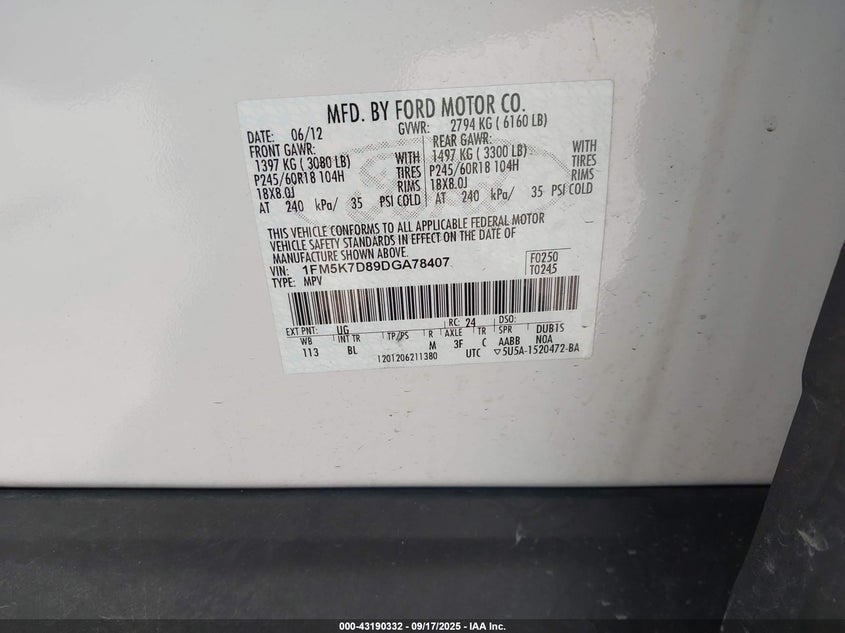 MFD. BY FORD MOTOR CO.
DATE: 06/12 GVWR: 2794 KG ( 6160 LB)
FRONT GAWR: REAR GAWR:
1397 KG ( 3080 LB) WITH 1497 KG ( 3300 LB) WITH
P245/60R18 104H TIRES P245/60R18 104H TIRES
18X8.0J RIMS 18X8.0J RIMS
AT 240 kPa/ 35 PSI COLD AT 240 kPa/ 35 PSI COLD
THIS VEHICLE CONFORMS TO ALL APPLICABLE FEDERAL MOTOR
VEHICLE SAFETY STANDARDS IN EFFECT ON THE DATE OF
MANUFACTURE SHOWN ABOVE.
VIN: 1FM5K7D89DGA78407 F0250
TYPE: MPV T0245
EXT PNT: UG RC: 24 DSO:
WB INT TR TP/PS R AXLE TR SPR DUB1S
113 BL M 3F C AABB N0A
1201206211380 UTC ▽5U5A-1520472-BA
000-43190332 - 09/17/2025 - IAA Inc.